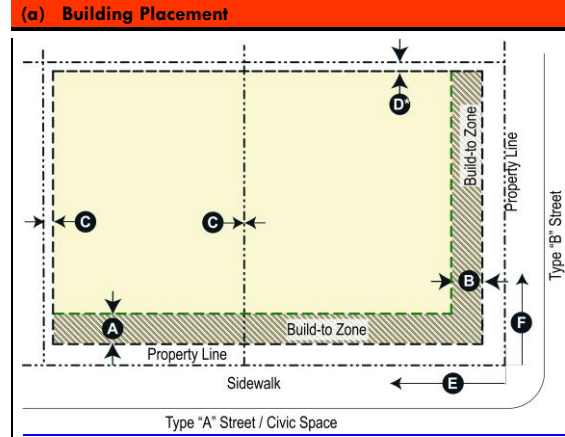 (a) Building Placement
D*
Build-to Zone
Property Line
Type “B” Street
C
C
B
A
Build-to Zone
F
Property Line
Sidewalk
E
Type “A” Street / Civic Space